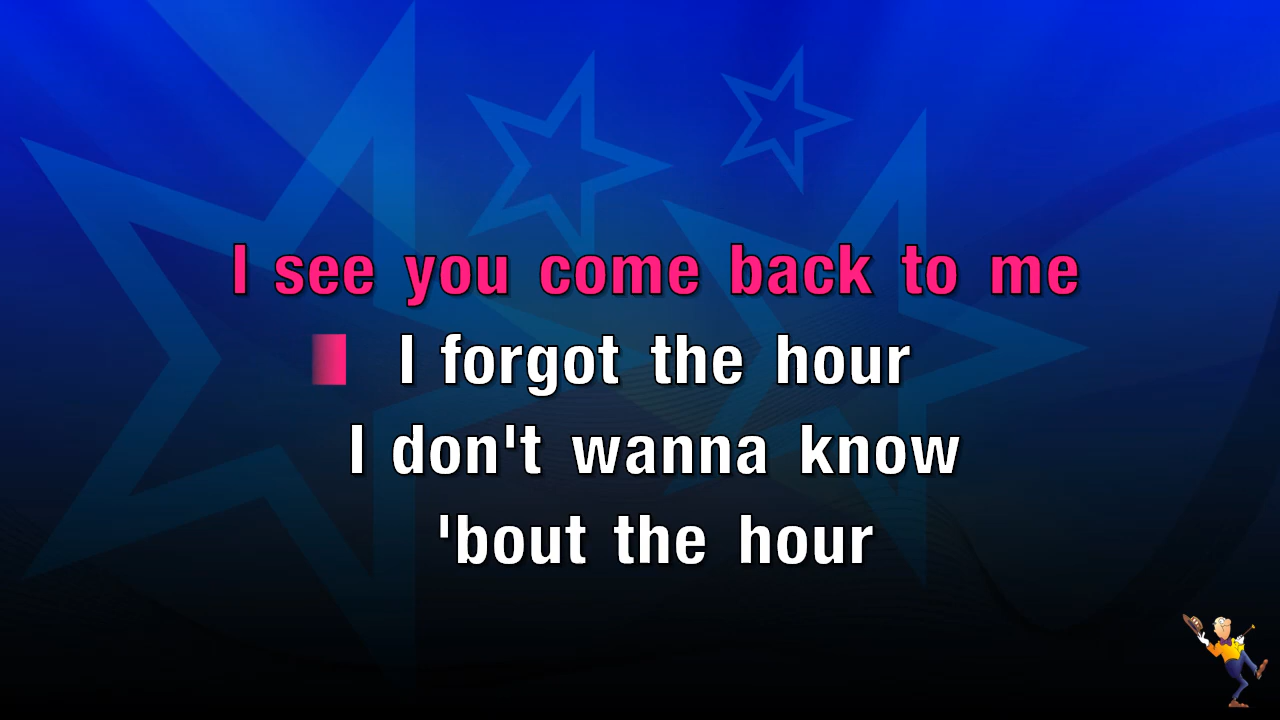 I see you come back to me
I forgot the hour
I don't wanna know
'bout the hour